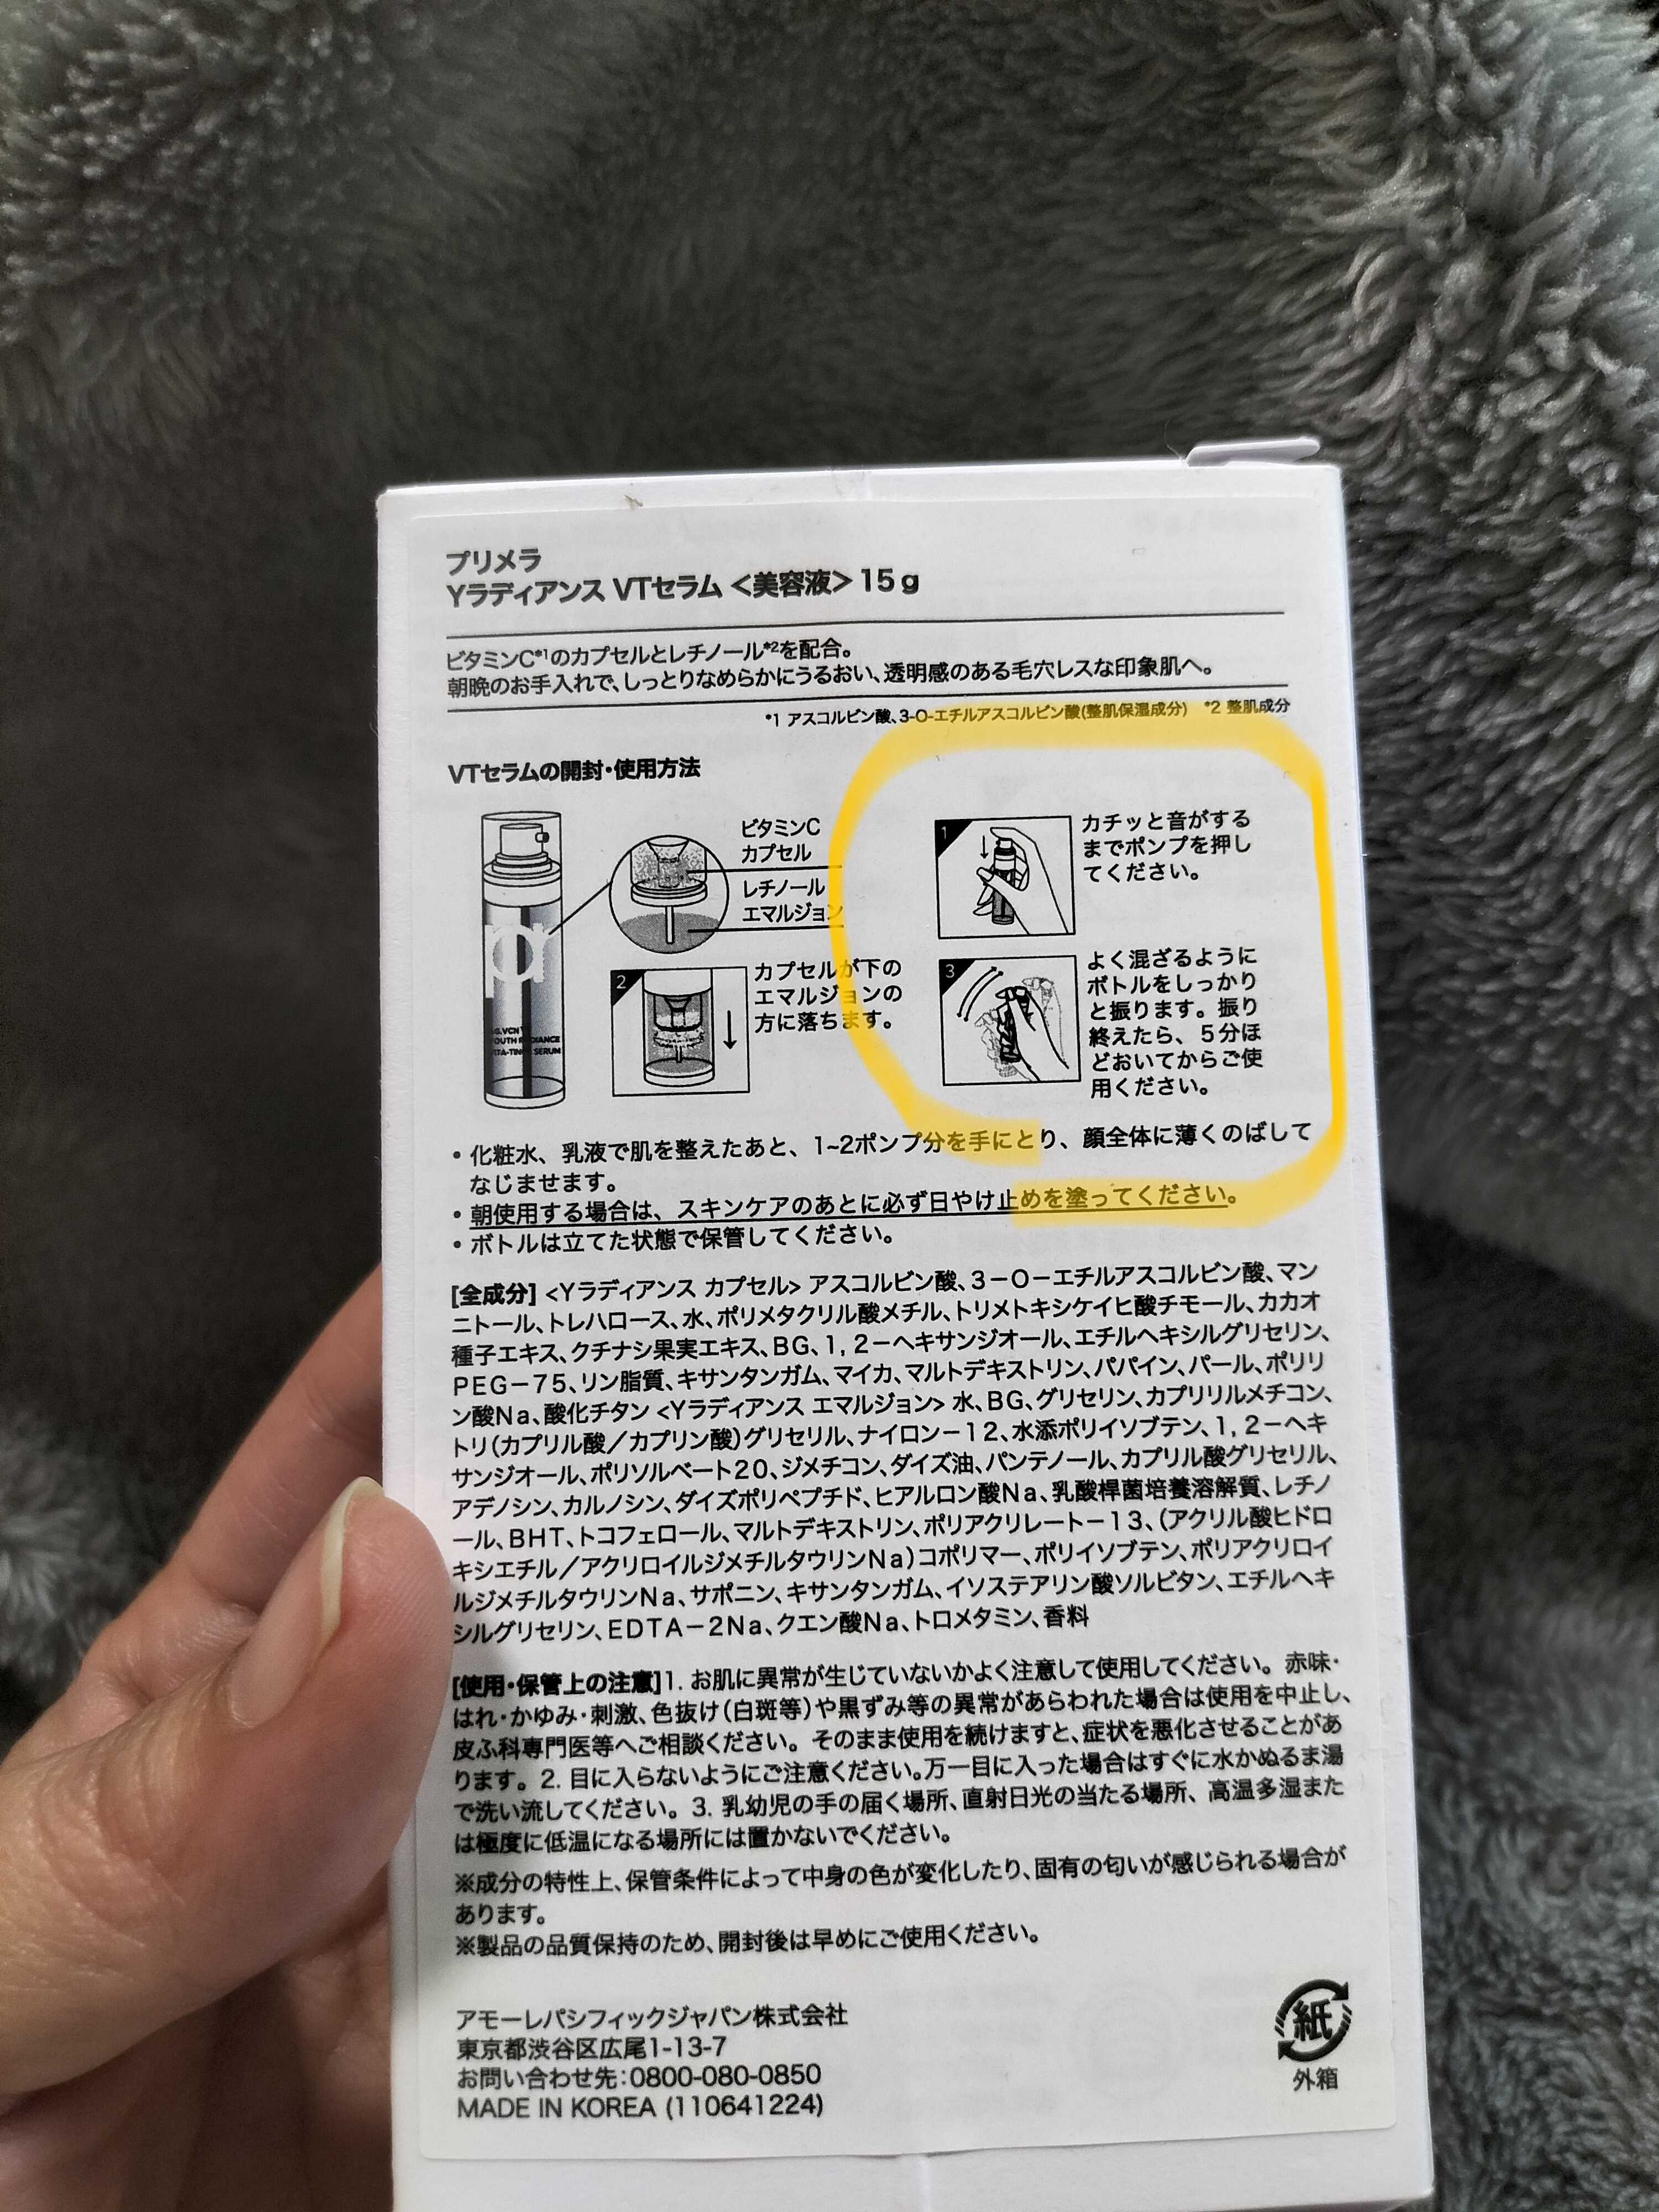 プリメラ
Yラディアンス VTセラム <美容液> 15g
ビタミンC*1のカプセルとレチノール*2を配合。
朝晩のお手入れで、しっとりなめらかにうるおい、透明感のある毛穴レスな印象肌へ。
*1 アスコルビン酸、3-O-エチルアスコルビン酸(整肌保湿成分) *2 整肌成分
VTセラムの開封・使用方法
ビタミンC
カプセル
レチノール
エマルジョン
1
カチッと音がする
までポンプを押し
てください。
2
カプセルが下の
エマルジョンの
方に落ちます。
3
よく混ざるように
ボトルをしっかり
と振ります。振り
終えたら、5分ほ
どおいてからご使
用ください。
・化粧水、乳液で肌を整えたあと、1~2ポンプ分を手にとり、顔全体に薄くのばして
なじませます。
・朝使用する場合は、スキンケアのあとに必ず日やけ止めを塗ってください。
・ボトルは立てた状態で保管してください。
[全成分] <Yラディアンス カプセル> アスコルビン酸、3-O-エチルアスコルビン酸、マン
ニトール、トレハロース、水、ポリメタクリル酸メチル、トリメトキシケイヒ酸チモール、カカオ
種子エキス、クチナシ果実エキス、BG、1,2-ヘキサンジオール、エチルヘキシルグリセリン、
PEG-75、リン脂質、キサンタンガム、マイカ、マルトデキストリン、パパイン、パール、ポリリ
ン酸Na、酸化チタン <Yラディアンス エマルジョン> 水、BG、グリセリン、カプリリルメチコン、
トリ(カプリル酸/カプリン酸)グリセリル、ナイロン-12、水添ポリイソブテン、1,2-ヘキ
サンジオール、ポリソルベート20、ジメチコン、ダイズ油、パンテノール、カプリル酸グリセリル、
アデノシン、カルノシン、ダイズポリペプチド、ヒアルロン酸Na、乳酸桿菌培養溶解質、レチノ
ール、BHT、トコフェロール、マルトデキストリン、ポリアクリレート-13、(アクリル酸ヒドロ
キシエチル/アクリロイルジメチルタウリンNa)コポリマー、ポリイソブテン、ポリアクリロイ
ルジメチルタウリンNa、サポニン、キサンタンガム、イソステアリン酸ソルビタン、エチルヘキ
シルグリセリン、EDTA-2Na、クエン酸Na、トロメタミン、香料
[使用・保管上の注意]1. お肌に異常が生じていないかよく注意して使用してください。赤味・
はれ・かゆみ・刺激、色抜け(白斑等)や黒ずみ等の異常があらわれた場合は使用を中止し、
皮ふ科専門医等へご相談ください。そのまま使用を続けますと、症状を悪化させることがあ
ります。2. 目に入らないようにご注意ください。万一目に入った場合はすぐに水かぬるま湯
で洗い流してください。3. 乳幼児の手の届く場所、直射日光の当たる場所、高温多湿また
は極度に低温になる場所には置かないでください。
※成分の特性上、保管条件によって中身の色が変化したり、固有の匂いが感じられる場合が
あります。
※製品の品質保持のため、開封後は早めにご使用ください。
アモーレパシフィックジャパン株式会社
東京都渋谷区広尾1-13-7
お問い合わせ先:0800-080-0850
MADE IN KOREA (110641224)
紙
外箱